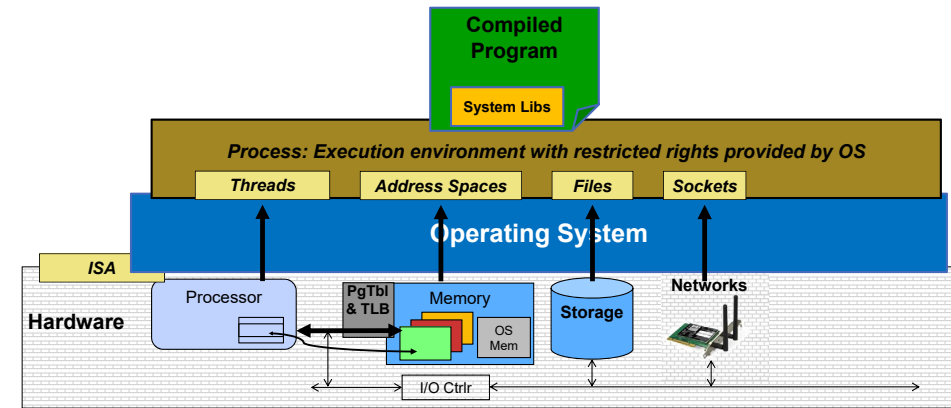 Compiled
Program
System Libs
Process: Execution environment with restricted rights provided by OS
Threads
Address Spaces
Files
Sockets
Operating System
ISA
Hardware
Processor
PgTbl
& TLB
Memory
OS
Mem
Storage
Networks
I/O Ctrlr